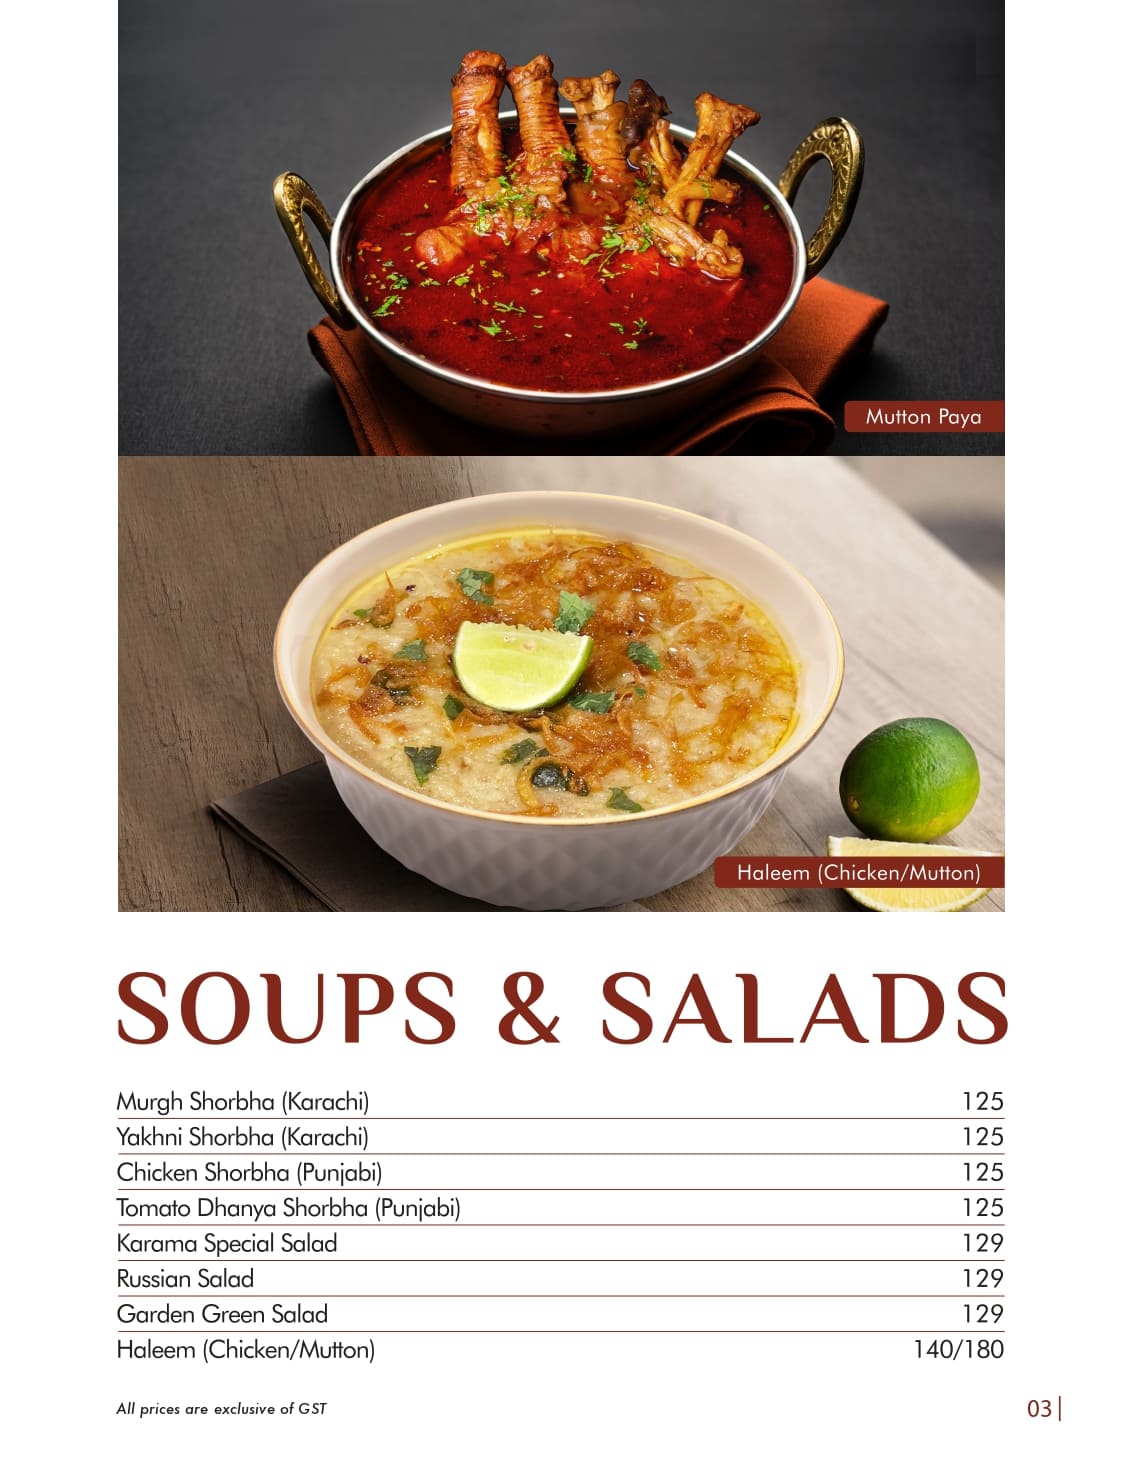 Mutton Paya
Haleem (Chicken/Mutton)
SOUPS & SALADS
Murgh Shorbha (Karachi) 125
Yakhni Shorbha (Karachi) 125
Chicken Shorbha (Punjabi) 125
Tomato Dhanya Shorbha (Punjabi) 125
Karama Special Salad 129
Russian Salad 129
Garden Green Salad 129
Haleem (Chicken/Mutton) 140/180
All prices are exclusive of GST
03